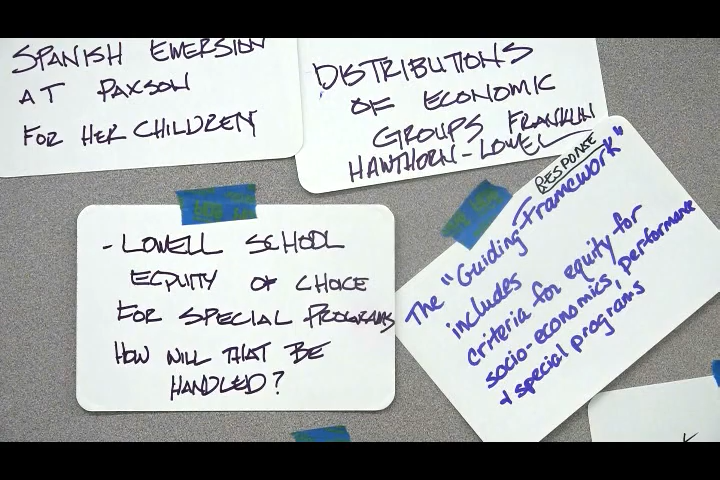 SPANISH EMERSION
AT PAXSON
FOR HER CHILDREN
DISTRIBUTIONS
OF ECONOMIC
GROUPS FRANKLIN
HAWTHORN-LOWEL
- LOWELL SCHOOL
EQUITY OF CHOICE
FOR SPECIAL PROGRAMS
HOW WILL THAT BE
HANDLED?
RESPONSE
The "Guiding Framework"
includes
criteria for equity for
socio-economics, performance
+ special programs